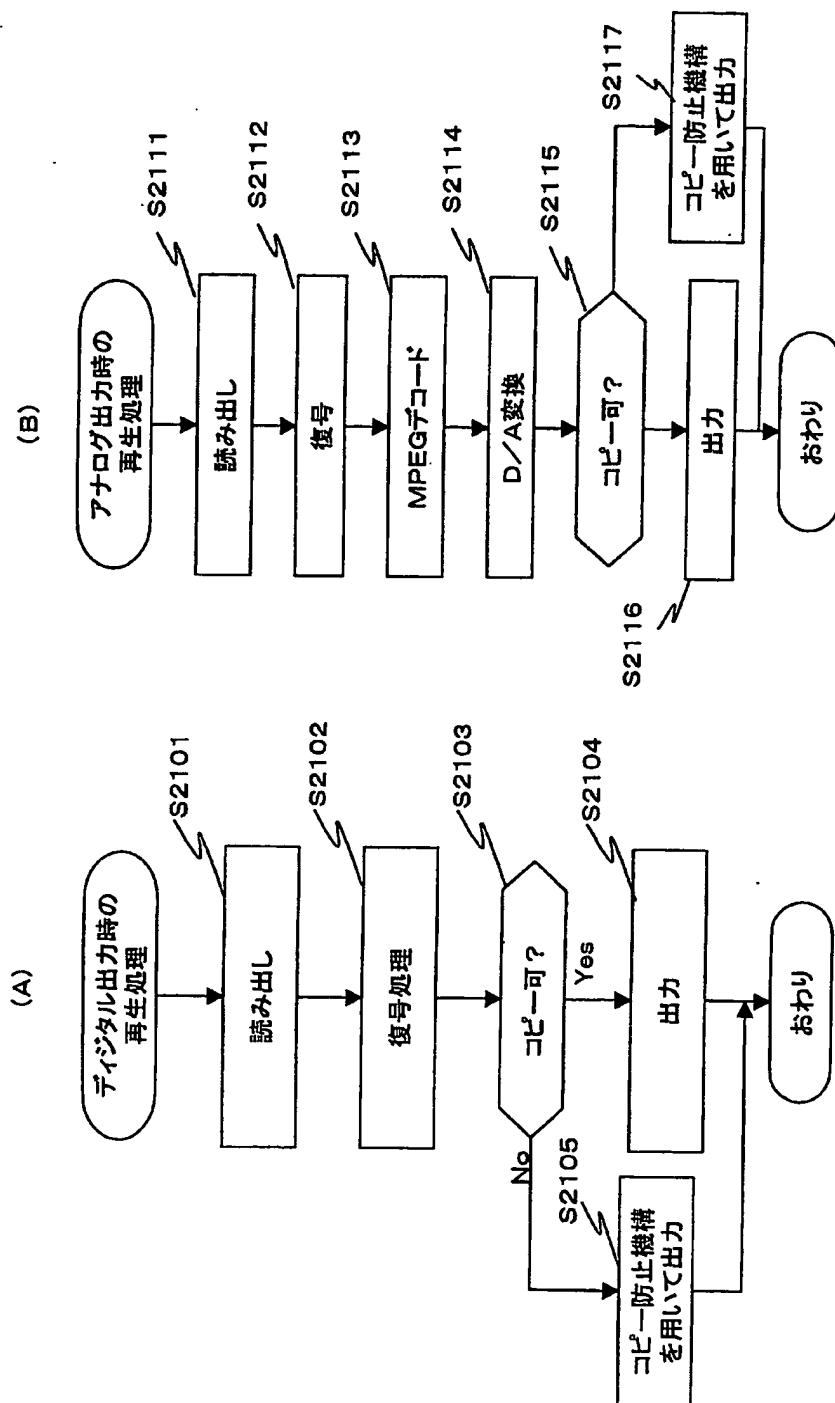 (A)
ディジタル出力時の
再生処理
読み出し
S2101
復号処理
S2102
コピー可?
S2103
Yes
No
出力
S2104
コピー防止機構
を用いて出力
S2105
おわり
(B)
アナログ出力時の
再生処理
読み出し
S2111
復号
S2112
MPEGデコード
S2113
D/A変換
S2114
コピー可?
S2115
出力
S2116
コピー防止機構
を用いて出力
S2117
おわり